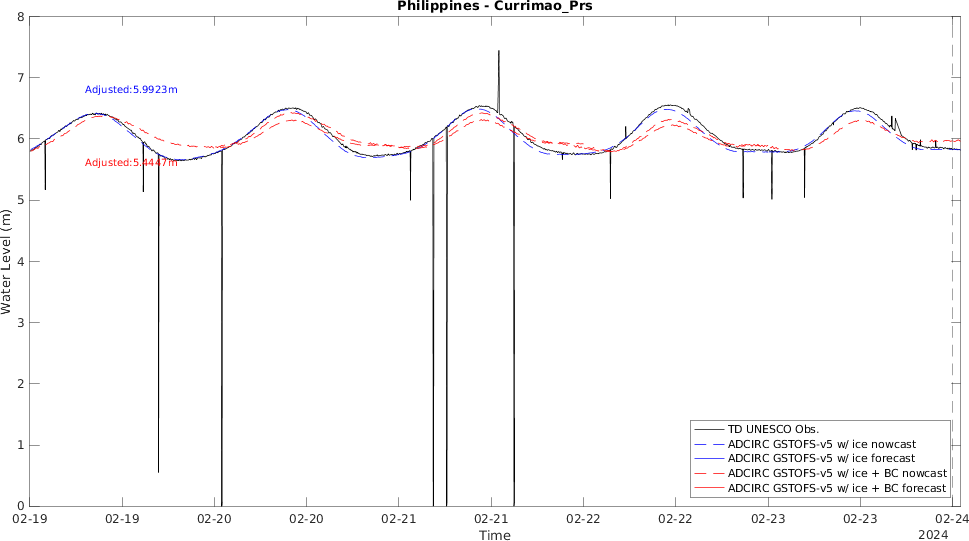 Philippines - Currimao_Prs
8
7
6
5
4
3
2
1
0
Water Level (m)
Adjusted:5.9923m
Adjusted:5.4447m
TD UNESCO Obs.
ADCIRC GSTOFS-v5 w/ ice nowcast
ADCIRC GSTOFS-v5 w/ ice forecast
ADCIRC GSTOFS-v5 w/ ice + BC nowcast
ADCIRC GSTOFS-v5 w/ ice + BC forecast
02-19 02-19 02-20 02-20 02-21 02-21 02-22 02-22 02-23 02-23 02-24
Time
2024